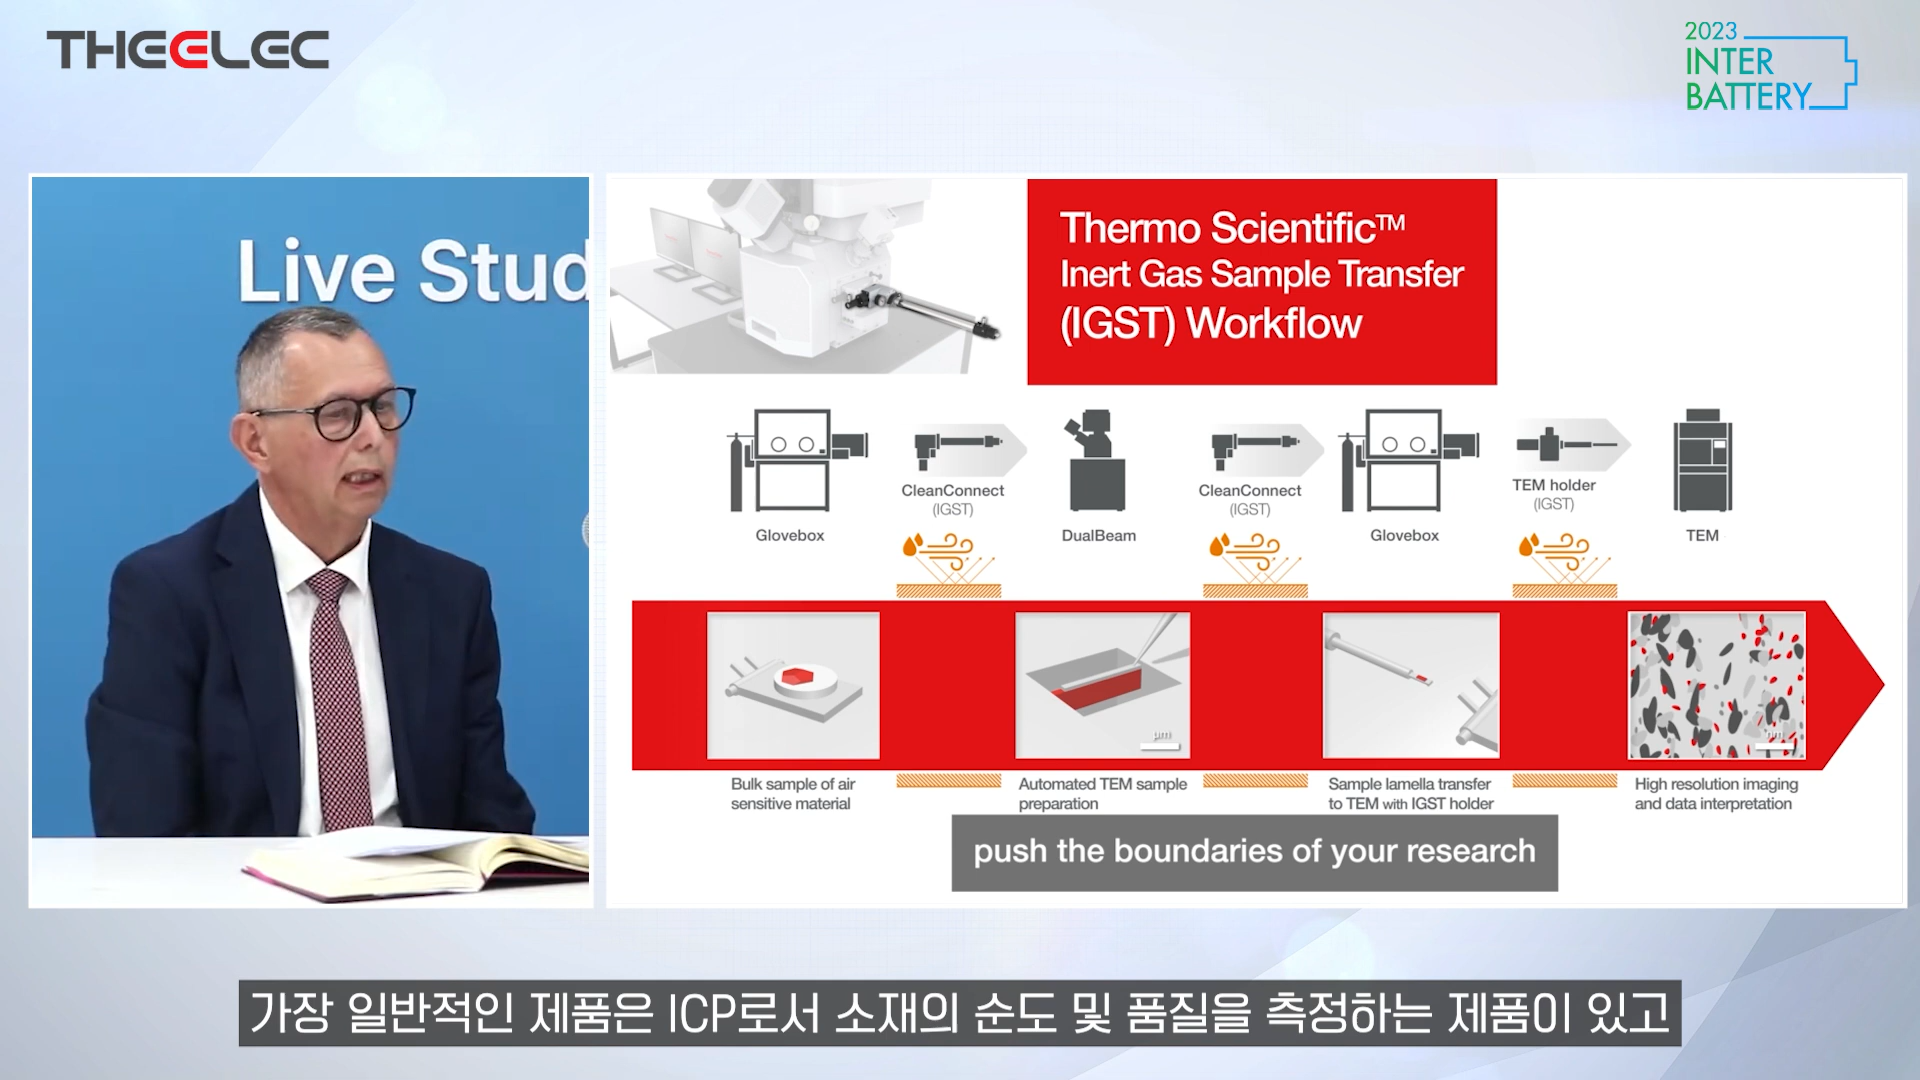 THEELEC
2023
INTER
BATTERY
Live Stud
Thermo Scientific™
Inert Gas Sample Transfer
(IGST) Workflow
Glovebox
CleanConnect
(IGST)
DualBeam
CleanConnect
(IGST)
Glovebox
TEM holder
(IGST)
TEM
µm
nm
Bulk sample of air
sensitive material
Automated TEM sample
preparation
Sample lamella transfer
to TEM with IGST holder
High resolution imaging
and data interpretation
push the boundaries of your research
가장 일반적인 제품은 ICP로서 소재의 순도 및 품질을 측정하는 제품이 있고